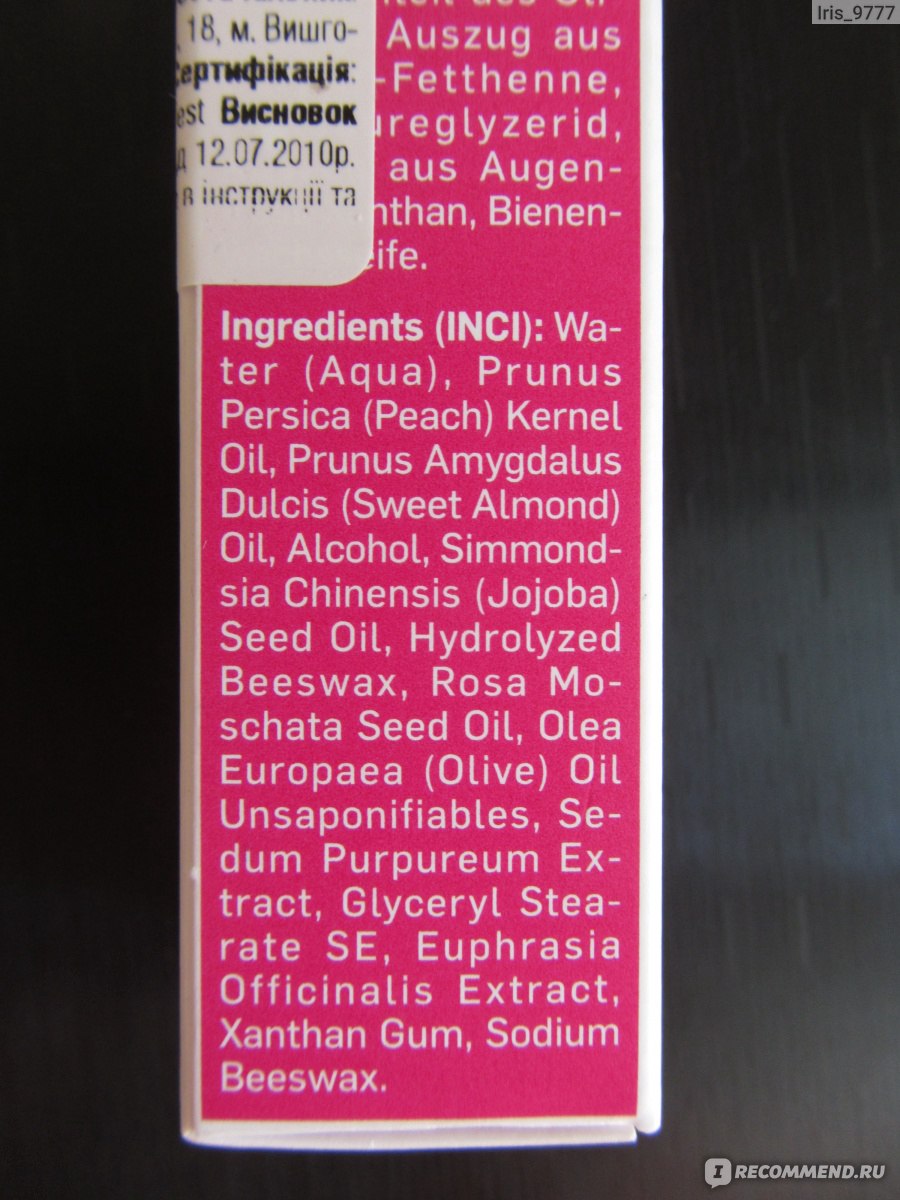 Iris_9777
18, м. Вишго-
сертифікація:
est Висновок
12.07.2010р.
в інструкції та
Auszug aus
-Fetthenne,
ureglyzerid,
aus Augen-
nthan, Bienen-
eife.
Ingredients (INCI): Wa-
ter (Aqua), Prunus
Persica (Peach) Kernel
Oil, Prunus Amygdalus
Dulcis (Sweet Almond)
Oil, Alcohol, Simmond-
sia Chinensis (Jojoba)
Seed Oil, Hydrolyzed
Beeswax, Rosa Mo-
schata Seed Oil, Olea
Europaea (Olive) Oil
Unsaponifiables, Se-
dum Purpureum Ex-
tract, Glyceryl Stea-
rate SE, Euphrasia
Officinalis Extract,
Xanthan Gum, Sodium
Beeswax.
IRECOMMEND.RU